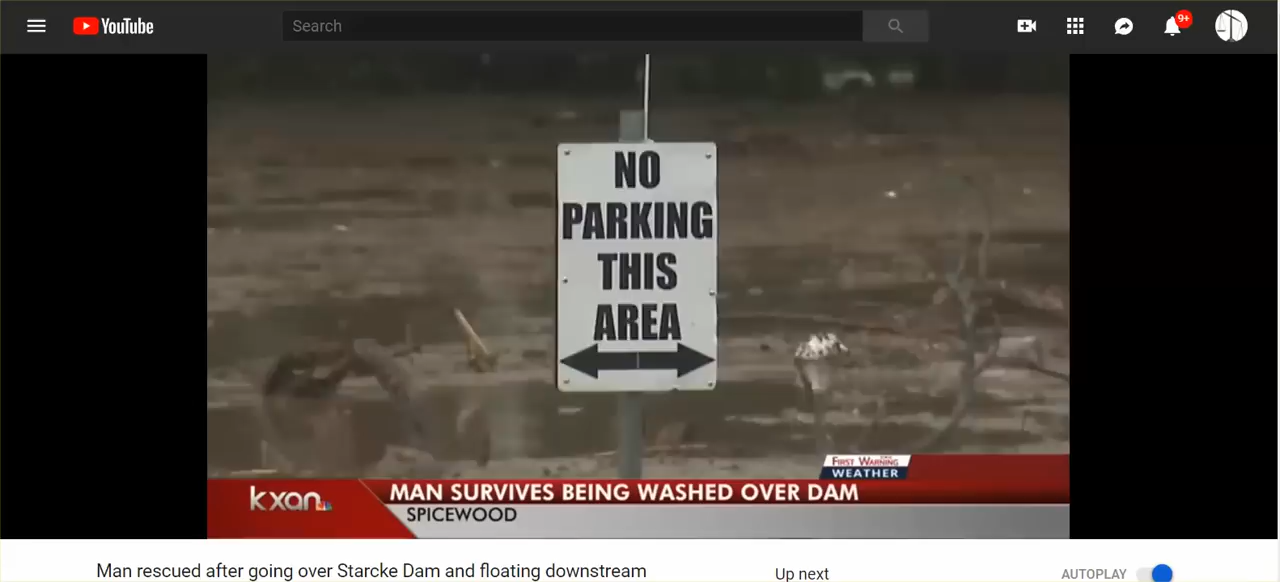 YouTube
Search
9+
NO
PARKING
THIS
AREA
FIRST WARNING
WEATHER
kxan
MAN SURVIVES BEING WASHED OVER DAM
SPICEWOOD
Man rescued after going over Starcke Dam and floating downstream
Up next
AUTOPLAY